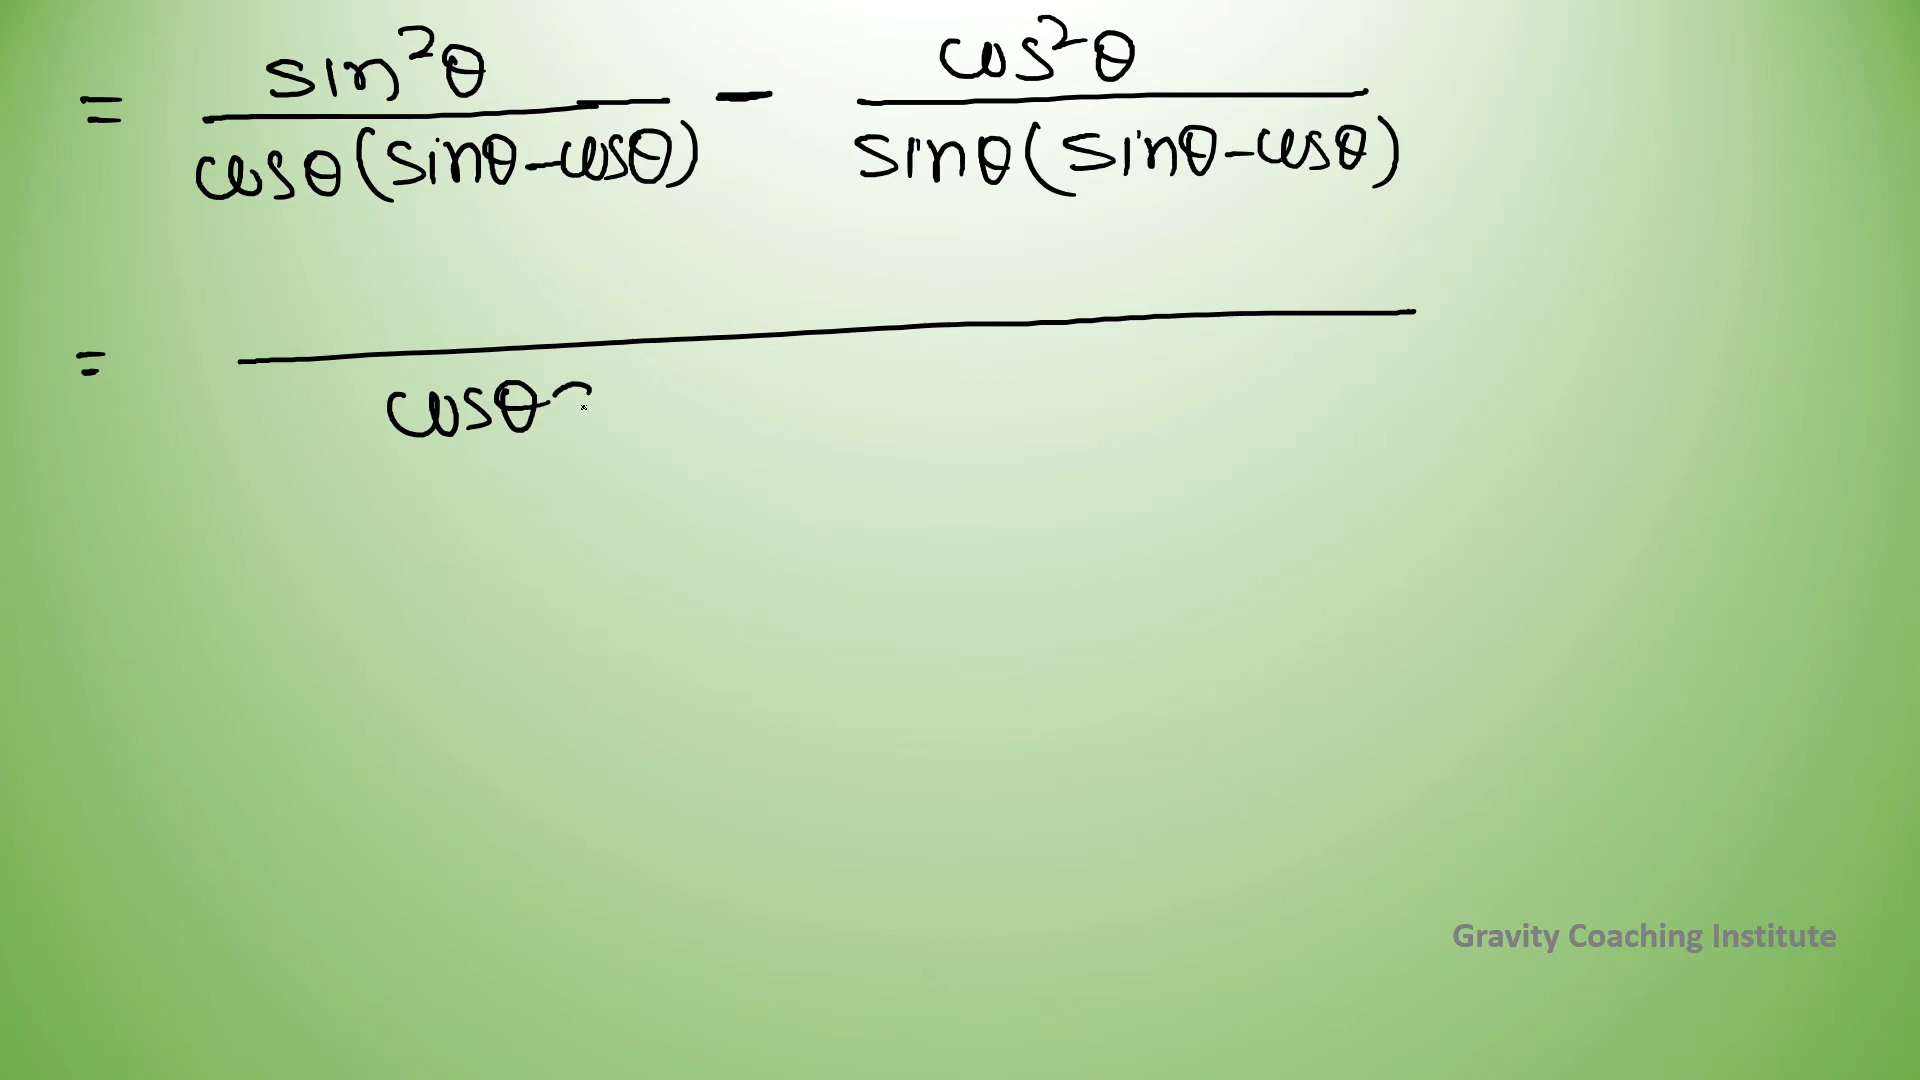 = sin²θ / cosθ(sinθ-cosθ) - cos²θ / sinθ(sinθ-cosθ)
= / cosθ
Gravity Coaching Institute